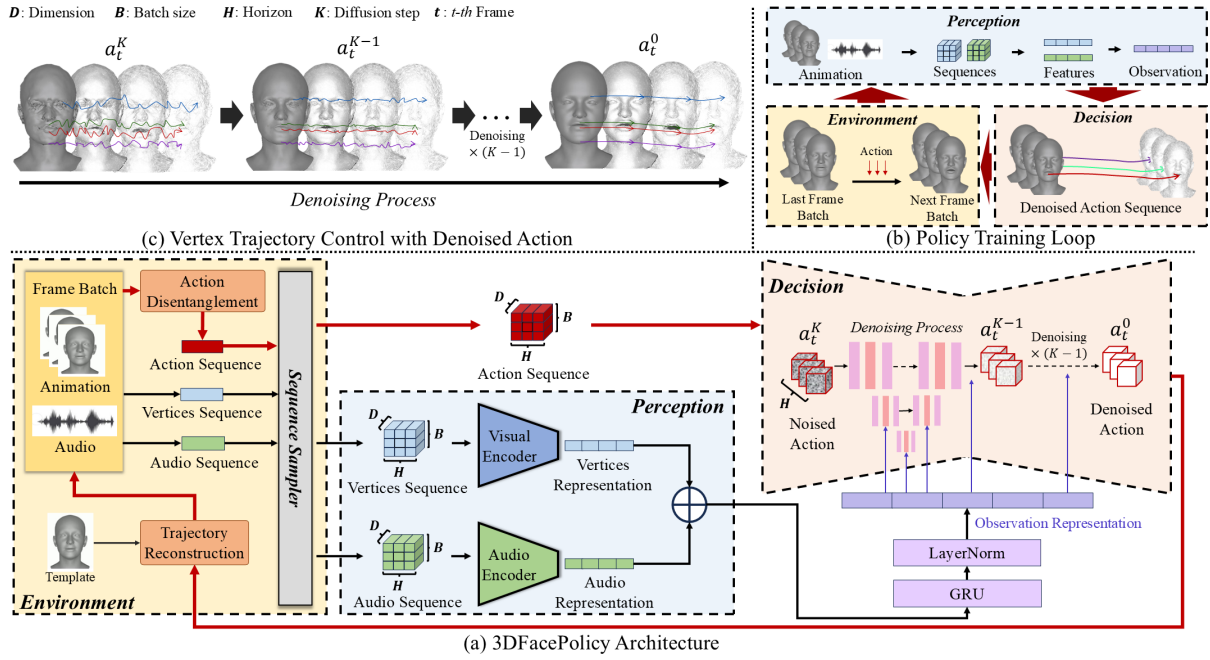 D: Dimension B: Batch size H: Horizon K: Diffusion step t: t-th Frame
a_t^K
a_t^{K-1}
a_t^0
Denoising
× (K − 1)
Denoising Process
(c) Vertex Trajectory Control with Denoised Action
Perception
Animation
Sequences
Features
Observation
Environment
Action
Last Frame
Batch
Next Frame
Batch
Decision
Denoised Action Sequence
(b) Policy Training Loop
Frame Batch
Animation
Audio
Action
Disentanglement
Action Sequence
Vertices Sequence
Audio Sequence
Template
Trajectory
Reconstruction
Environment
Sequence Sampler
D
B
H
Action Sequence
Perception
D
B
H
Vertices Sequence
Visual
Encoder
Vertices
Representation
D
B
H
Audio Sequence
Audio
Encoder
Audio
Representation
Decision
a_t^K
Denoising Process
a_t^{K-1}
Denoising
× (K − 1)
a_t^0
H
Noised
Action
Denoised
Action
Observation Representation
LayerNorm
GRU
(a) 3DFacePolicy Architecture